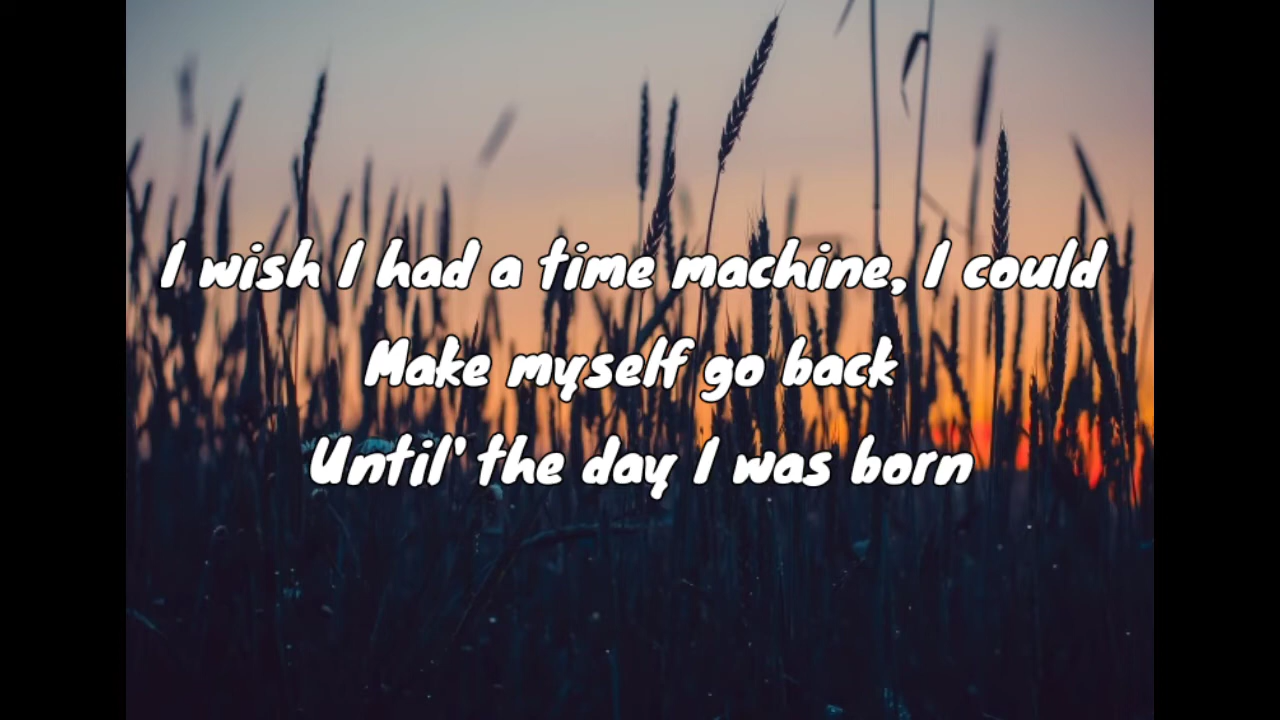 I wish I had a time machine, I could
Make myself go back
Until' the day I was born